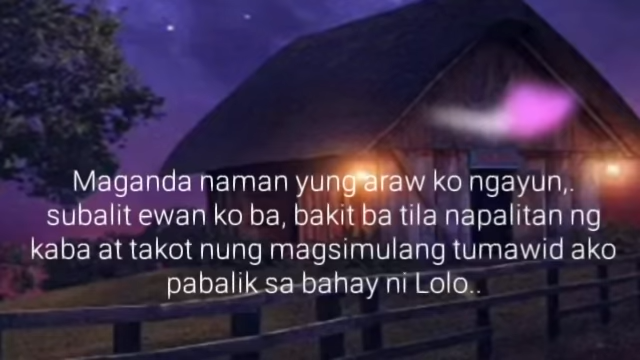 Maganda naman yung araw ko ngayun,.
subalit ewan ko ba, bakit ba tila napalitan ng
kaba at takot nung magsimulang tumawid ako
pabalik sa bahay ni Lolo..